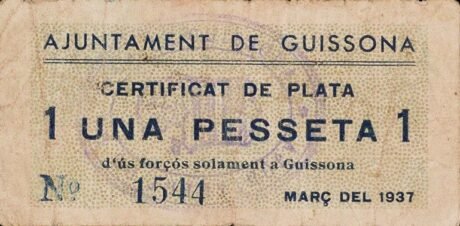 AJUNTAMENT DE GUISSONA
CERTIFICAT DE PLATA
1 UNA PESSETA 1
d'ús forçós solament a Guissona
Nº 1544 MARÇ DEL 1937